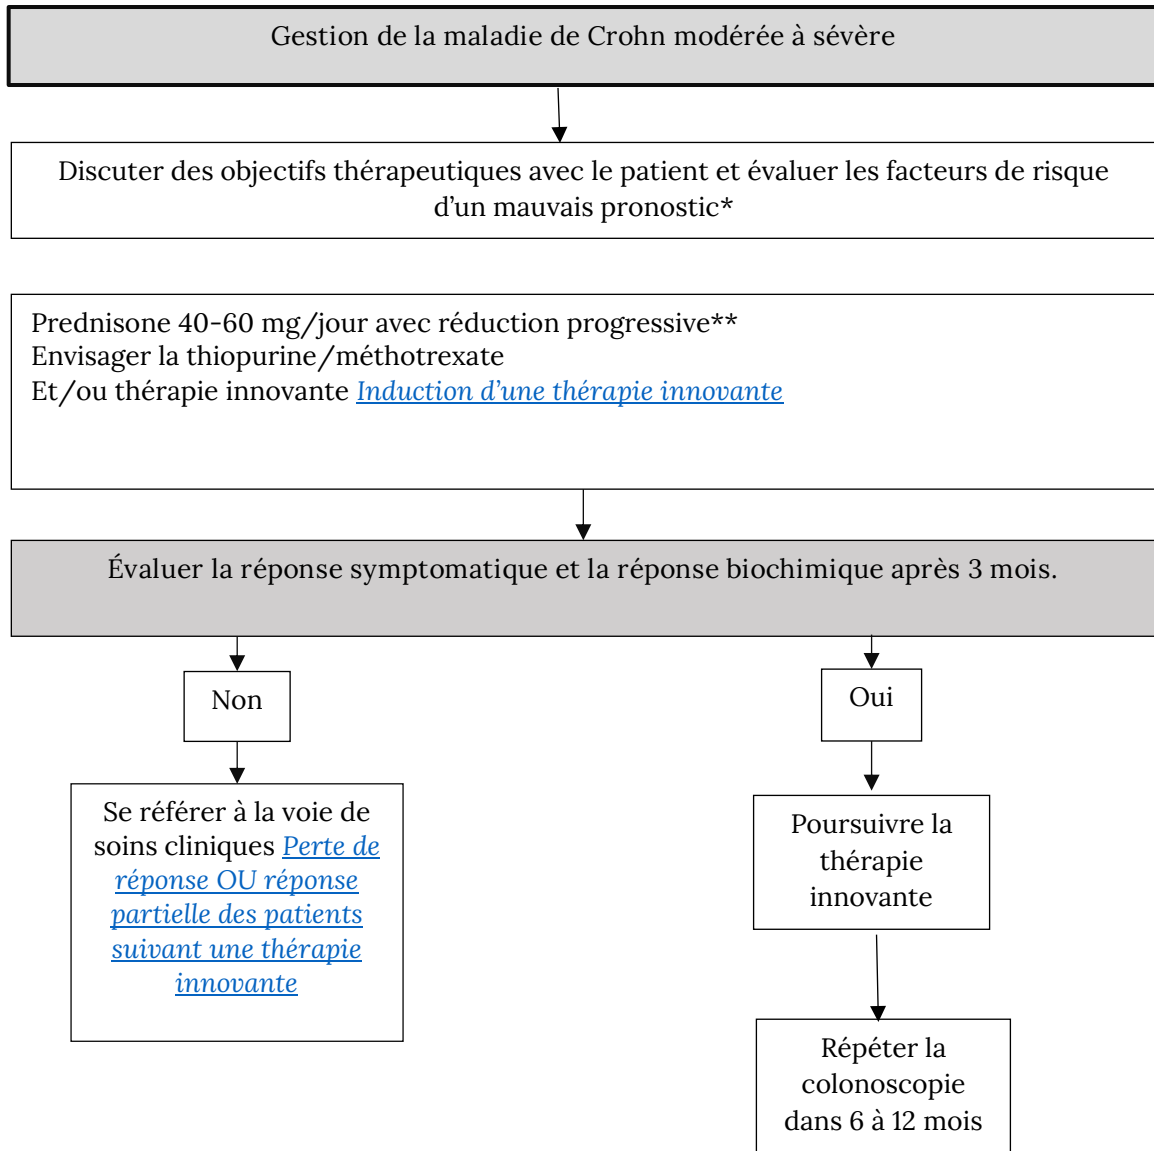 Gestion de la maladie de Crohn modérée à sévère
Discuter des objectifs thérapeutiques avec le patient et évaluer les facteurs de risque
d’un mauvais pronostic*
Prednisone 40-60 mg/jour avec réduction progressive**
Envisager la thiopurine/méthotrexate
Et/ou thérapie innovante Induction d’une thérapie innovante
Évaluer la réponse symptomatique et la réponse biochimique après 3 mois.
Non
Se référer à la voie de
soins cliniques Perte de
réponse OU réponse
partielle des patients
suivant une thérapie
innovante
Oui
Poursuivre la
thérapie
innovante
Répéter la
colonoscopie
dans 6 à 12 mois